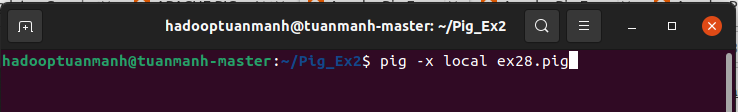 hadooptuanmanh@tuanmanh-master: ~/Pig_Ex2
hadooptuanmanh@tuanmanh-master:~/Pig_Ex2$ pig -x local ex28.pig